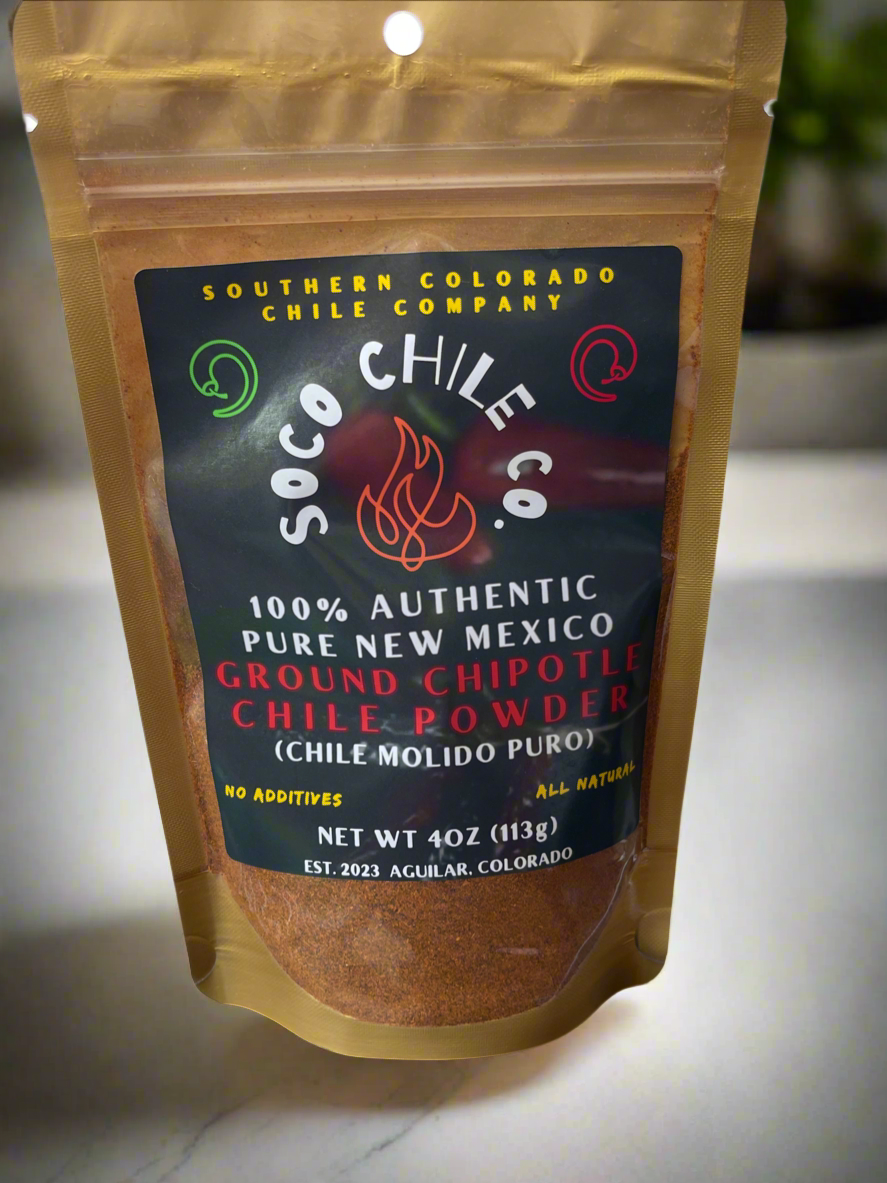 SOUTHERN COLORADO
CHILE COMPANY
SOCO CHILE CO.
100% AUTHENTIC
PURE NEW MEXICO
GROUND CHIPOTLE
CHILE POWDER
(CHILE MOLIDO PURO)
NO ADDITIVES ALL NATURAL
NET WT 4OZ (113g)
EST. 2023 AGUILAR, COLORADO